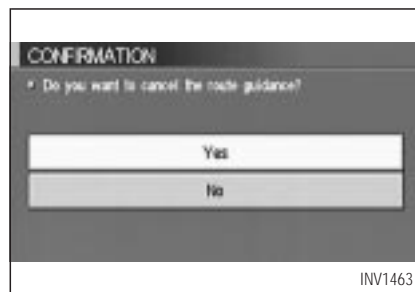 CONFIRMATION
Do you want to cancel the route guidance?
Yes
No
INV1463